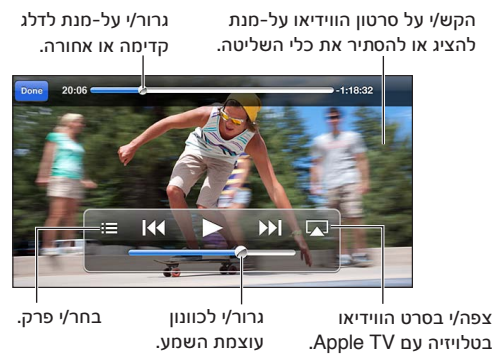 הקש/י על סרטון הווידיאו על-מנת
להציג או להסתיר את כלי השליטה.
גרור/י על-מנת לדלג
קדימה או אחורה.
Done
20:06
-1:18:32
צפה/י בסרט הווידיאו
בטלויזיה עם Apple TV.
גרור/י לכוונון
עוצמת השמע.
בחר/י פרק.